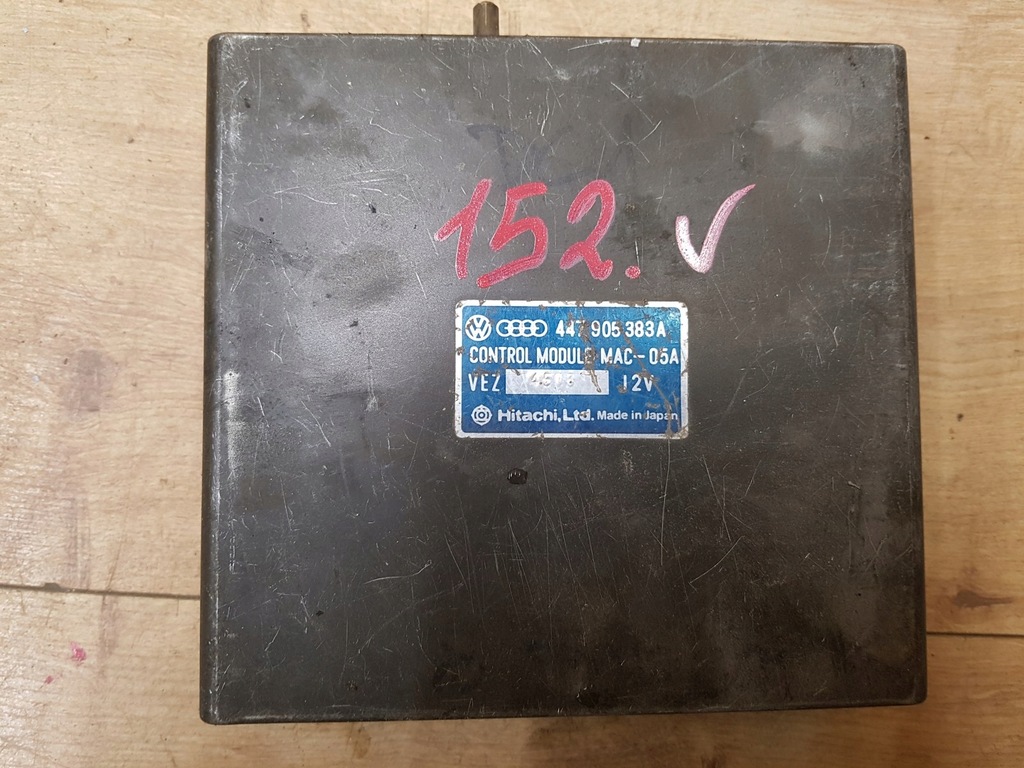 152. V
447 905 383A
CONTROL MODULE MAC-05A
VEZ 12V
Hitachi, Ltd. Made in Japan